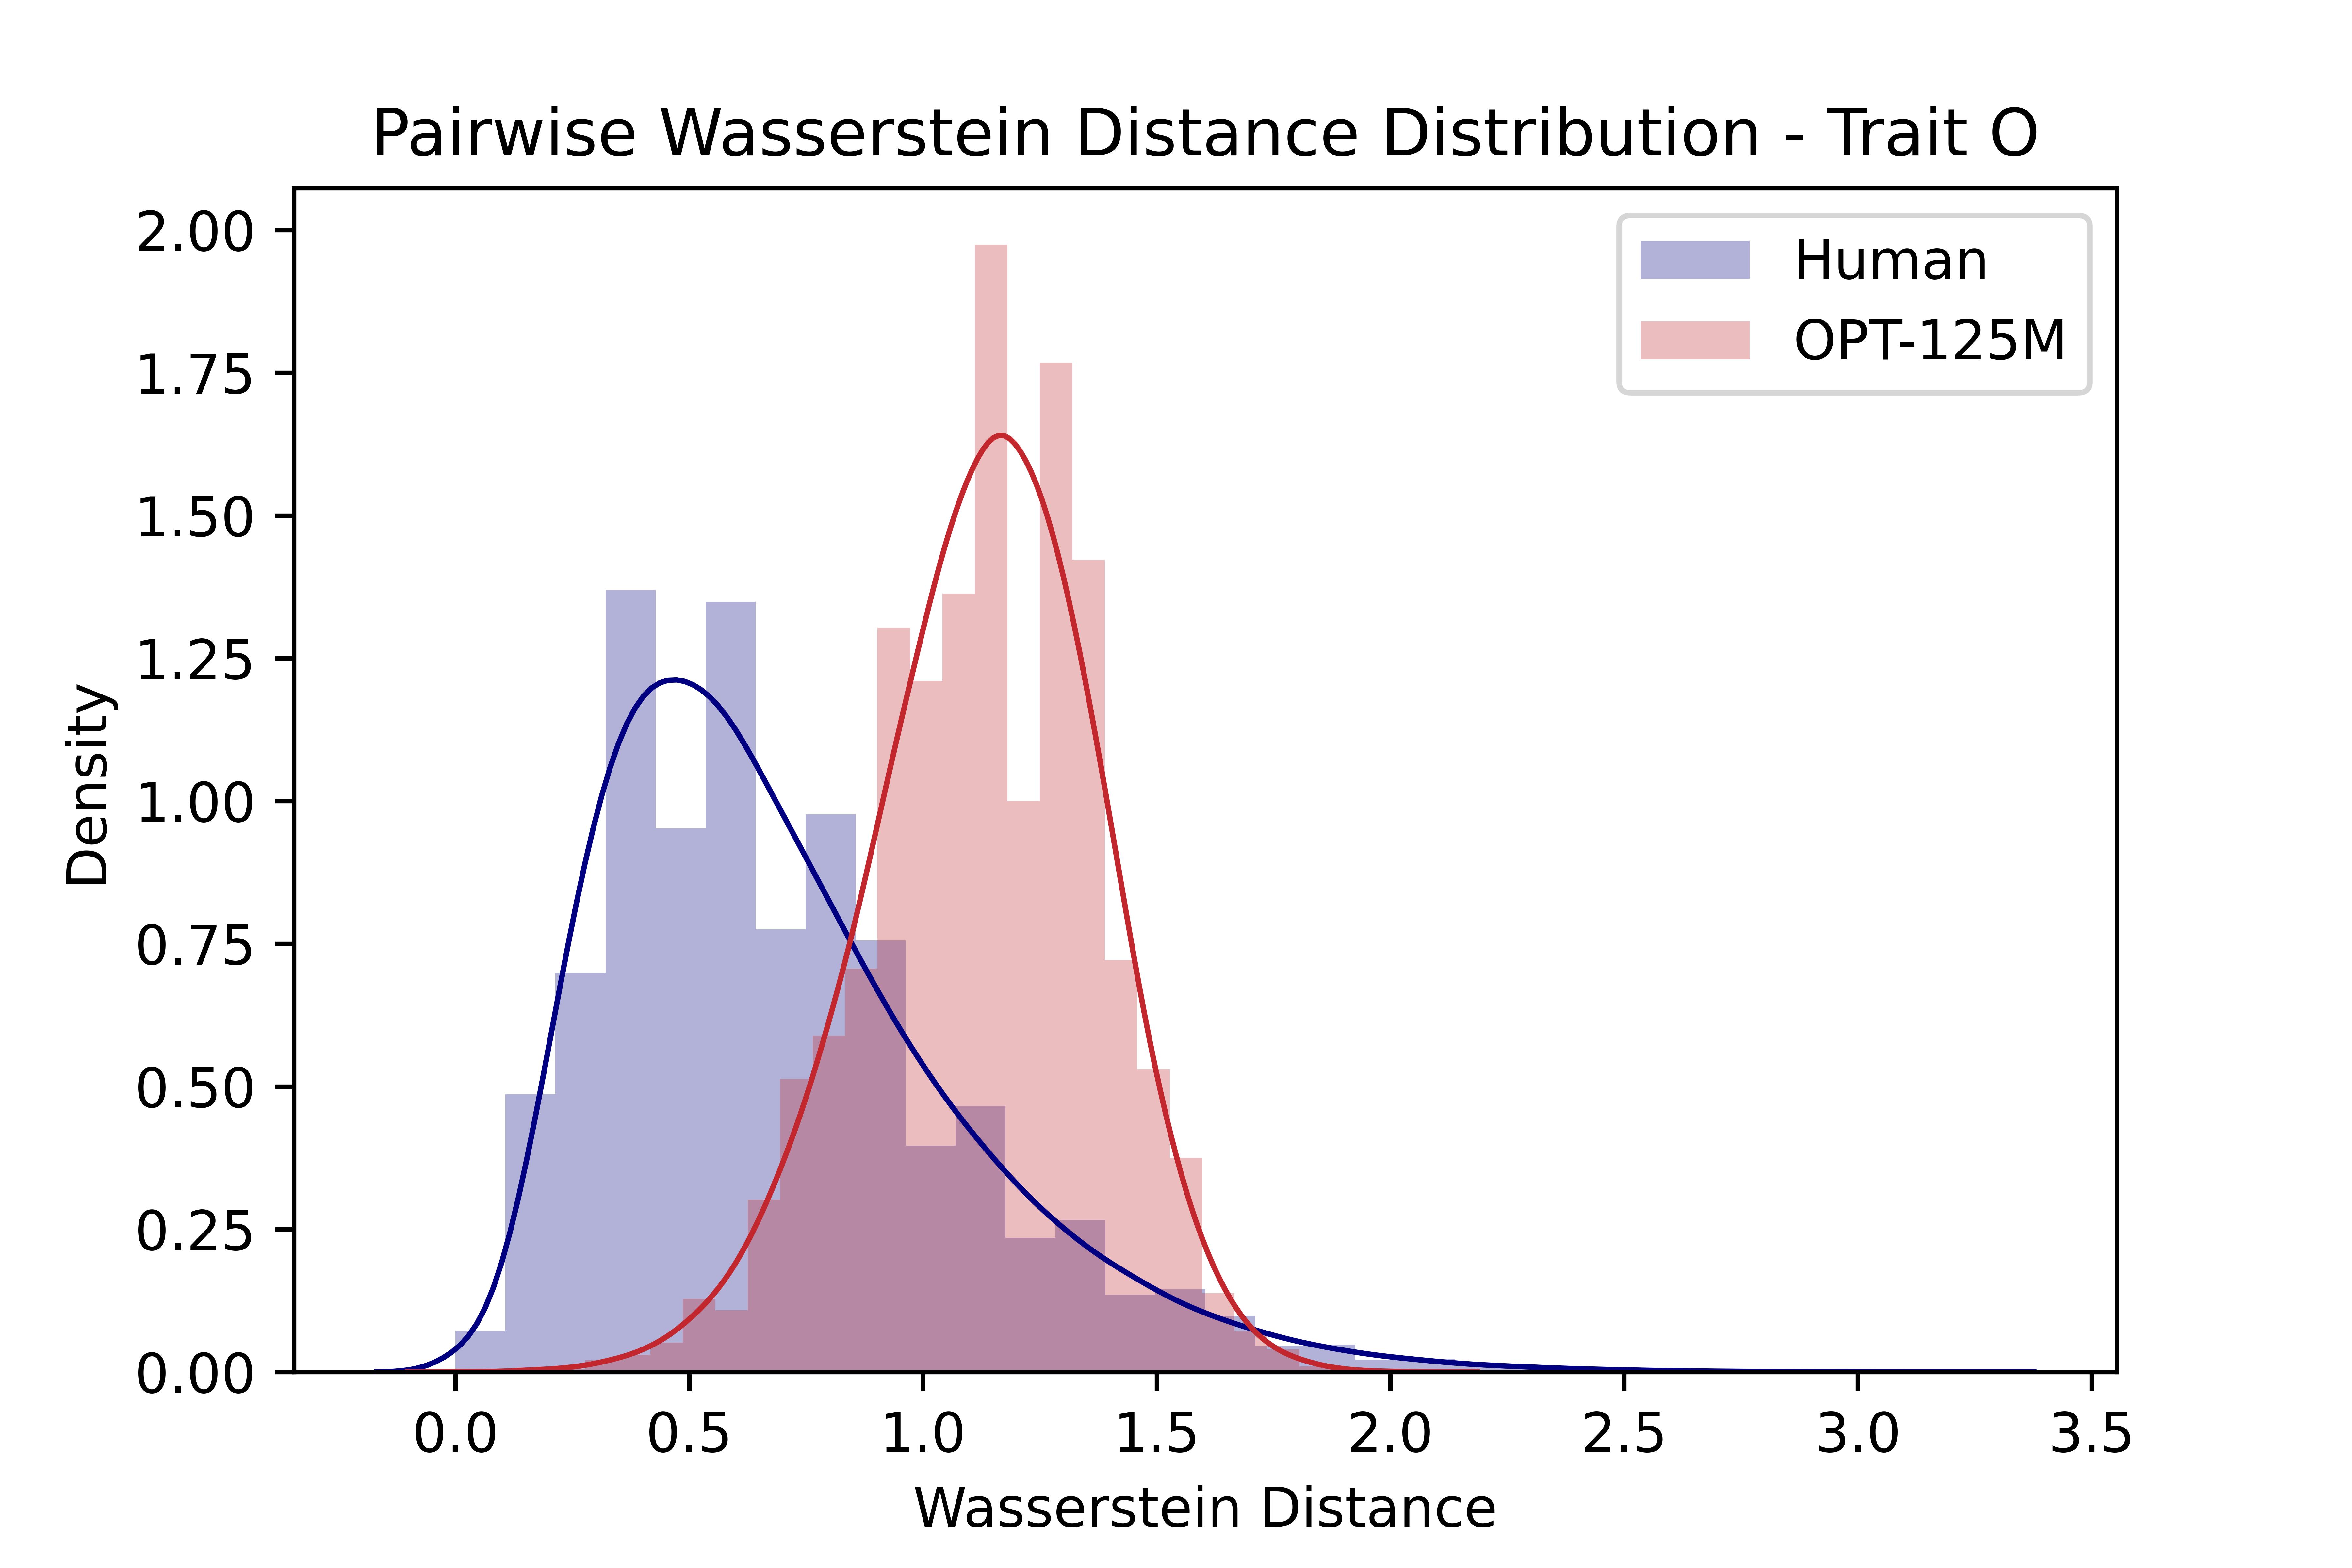 Pairwise Wasserstein Distance Distribution - Trait O
Human
OPT-125M
2.00
1.75
1.50
1.25
1.00
0.75
0.50
0.25
0.00
Density
0.0 0.5 1.0 1.5 2.0 2.5 3.0 3.5
Wasserstein Distance